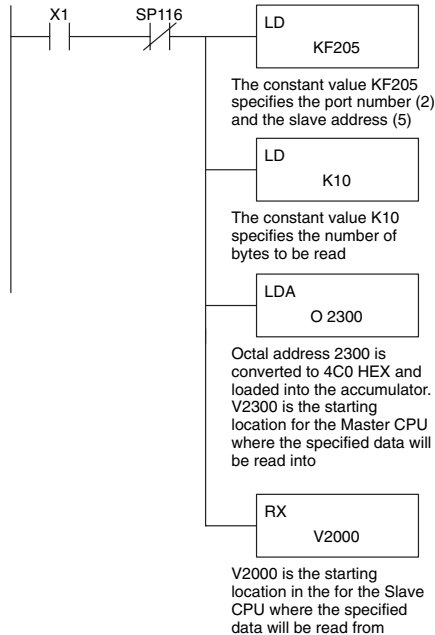 X1 SP116
LD
KF205
The constant value KF205
specifies the port number (2)
and the slave address (5)
LD
K10
The constant value K10
specifies the number of
bytes to be read
LDA
O 2300
Octal address 2300 is
converted to 4C0 HEX and
loaded into the accumulator.
V2300 is the starting
location for the Master CPU
where the specified data will
be read into
RX
V2000
V2000 is the starting
location in the for the Slave
CPU where the specified
data will be read from